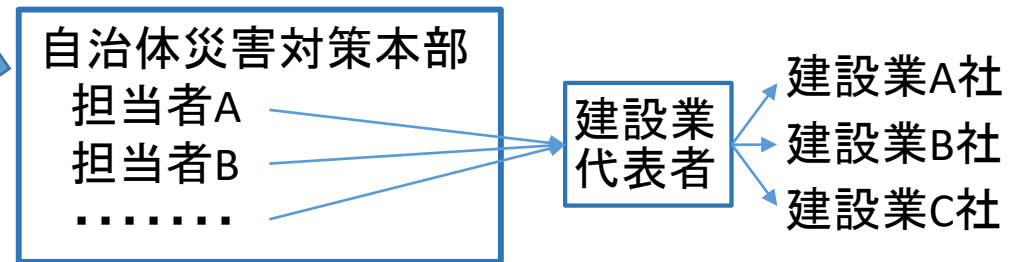 自治体災害対策本部
担当者A
担当者B
・・・・・・・
建設業
代表者
建設業A社
建設業B社
建設業C社